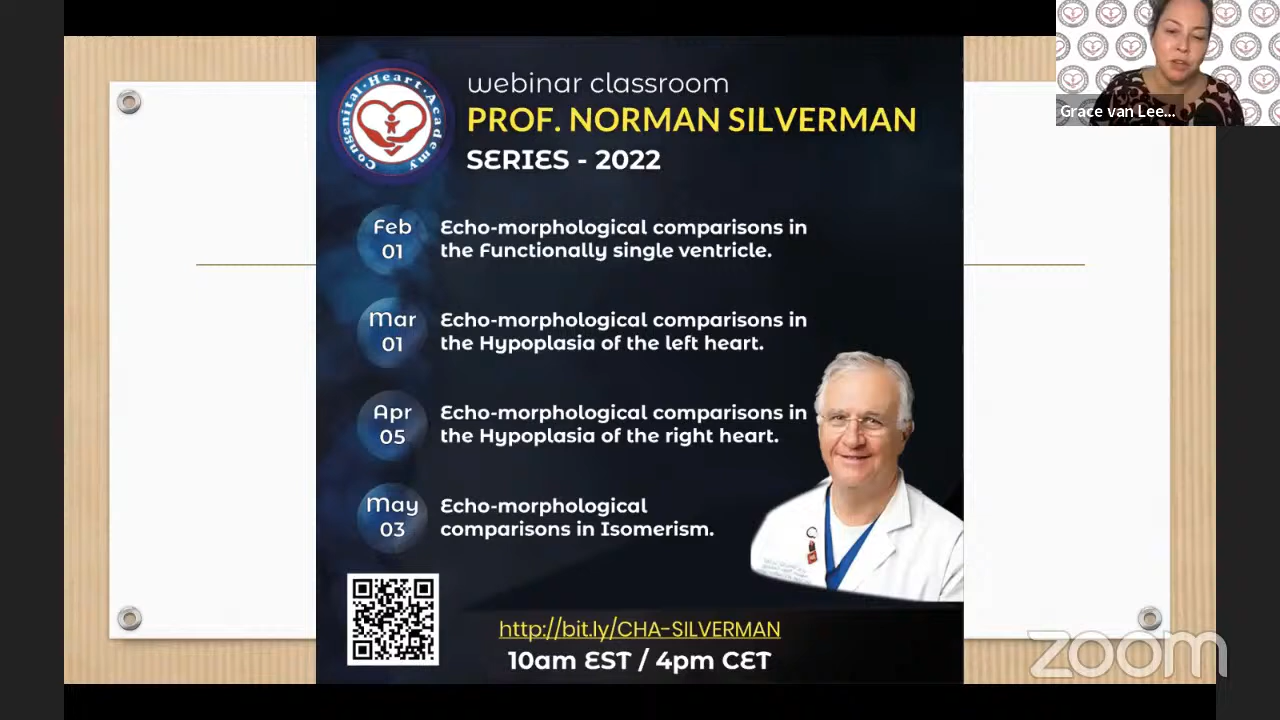 webinar classroom
PROF. NORMAN SILVERMAN
SERIES - 2022
Congenital·Heart·Academy
Feb
01
Echo-morphological comparisons in
the Functionally single ventricle.
Mar
01
Echo-morphological comparisons in
the Hypoplasia of the left heart.
Apr
05
Echo-morphological comparisons in
the Hypoplasia of the right heart.
May
03
Echo-morphological
comparisons in Isomerism.
http://bit.ly/CHA-SILVERMAN
10am EST / 4pm CET
Grace van Lee...
zoom